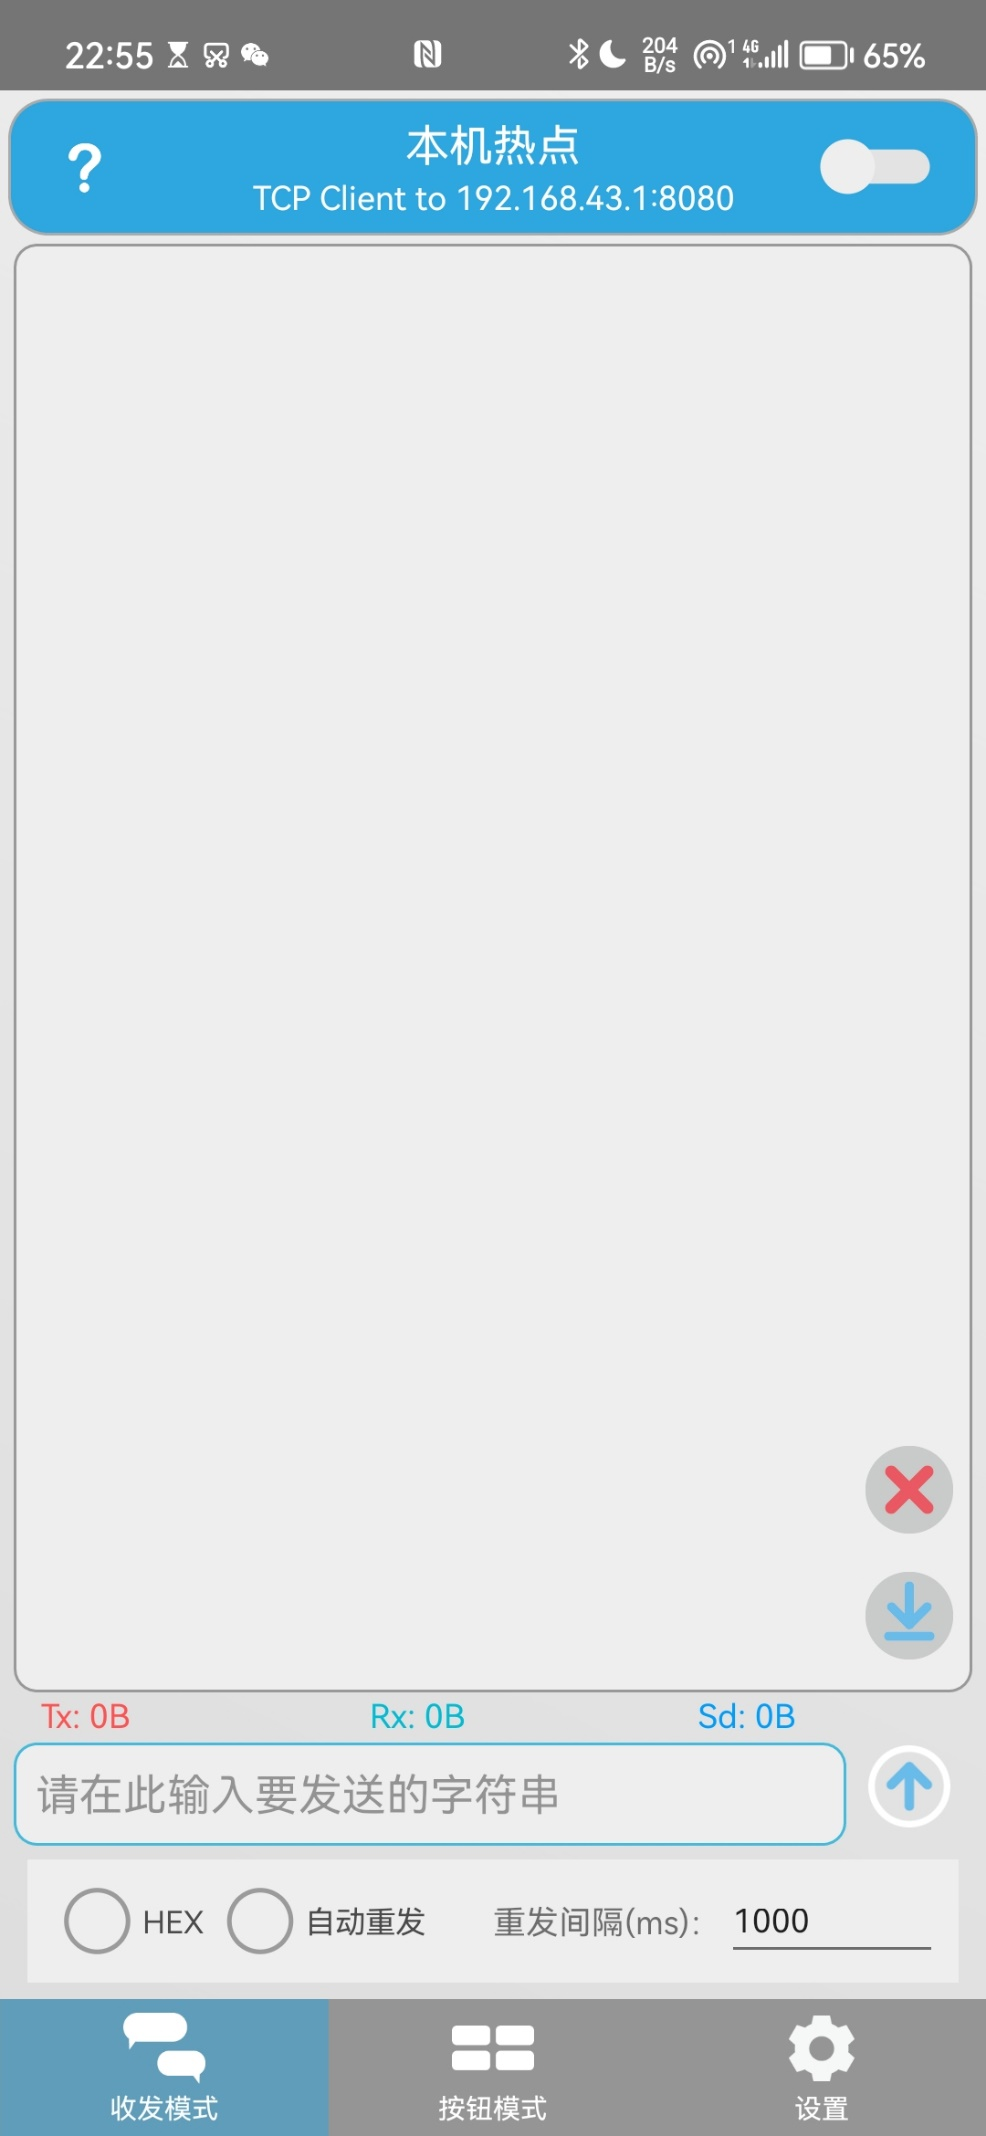 22:55
204 B/s
1 4G
65%
?
本机热点
TCP Client to 192.168.43.1:8080
Tx: 0B Rx: 0B Sd: 0B
请在此输入要发送的字符串
HEX 自动重发 重发间隔(ms): 1000
收发模式 按钮模式 设置